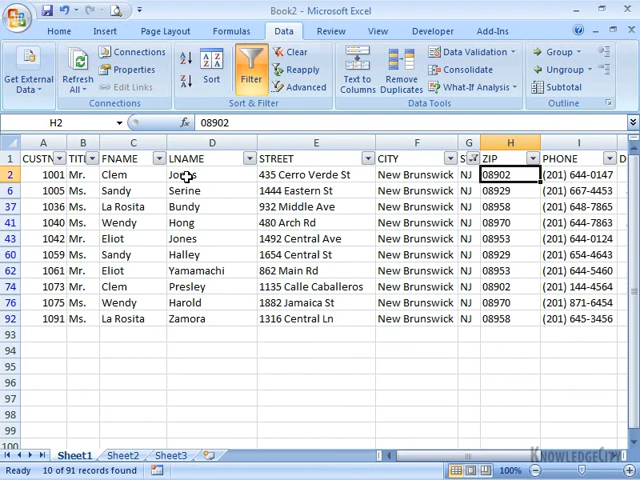 Book2 - Microsoft Excel
Home Insert Page Layout Formulas Data Review View Developer Add-Ins
Get External Data
Refresh All
Connections
Properties
Edit Links
Connections
Sort
Filter
Clear
Reapply
Advanced
Sort & Filter
Text to Columns
Remove Duplicates
Data Validation
Consolidate
What-If Analysis
Data Tools
Group
Ungroup
Subtotal
Outline
H2 08902
A B C D E F G H I
1 CUSTN TITL FNAME LNAME STREET CITY S ZIP PHONE D
2 1001 Mr. Clem Jones 435 Cerro Verde St New Brunswick NJ 08902 (201) 644-0147
6 1005 Ms. Sandy Serine 1444 Eastern St New Brunswick NJ 08929 (201) 667-4453
37 1036 Ms. La Rosita Bundy 932 Middle Ave New Brunswick NJ 08958 (201) 648-7865
41 1040 Ms. Wendy Hong 480 Arch Rd New Brunswick NJ 08970 (201) 644-7863
43 1042 Mr. Eliot Jones 1492 Central Ave New Brunswick NJ 08953 (201) 644-0124
60 1059 Ms. Sandy Halley 1654 Central St New Brunswick NJ 08929 (201) 654-4643
62 1061 Mr. Eliot Yamamachi 862 Main Rd New Brunswick NJ 08953 (201) 644-5460
74 1073 Mr. Clem Presley 1135 Calle Caballeros New Brunswick NJ 08902 (201) 144-4564
76 1075 Ms. Wendy Harold 1882 Jamaica St New Brunswick NJ 08970 (201) 871-6454
92 1091 Ms. La Rosita Zamora 1316 Central Ln New Brunswick NJ 08958 (201) 645-3456
93
94
95
96
97
98
99
100
Sheet1 Sheet2 Sheet3
KNOWLEDGECITY
Ready 10 of 91 records found 100%